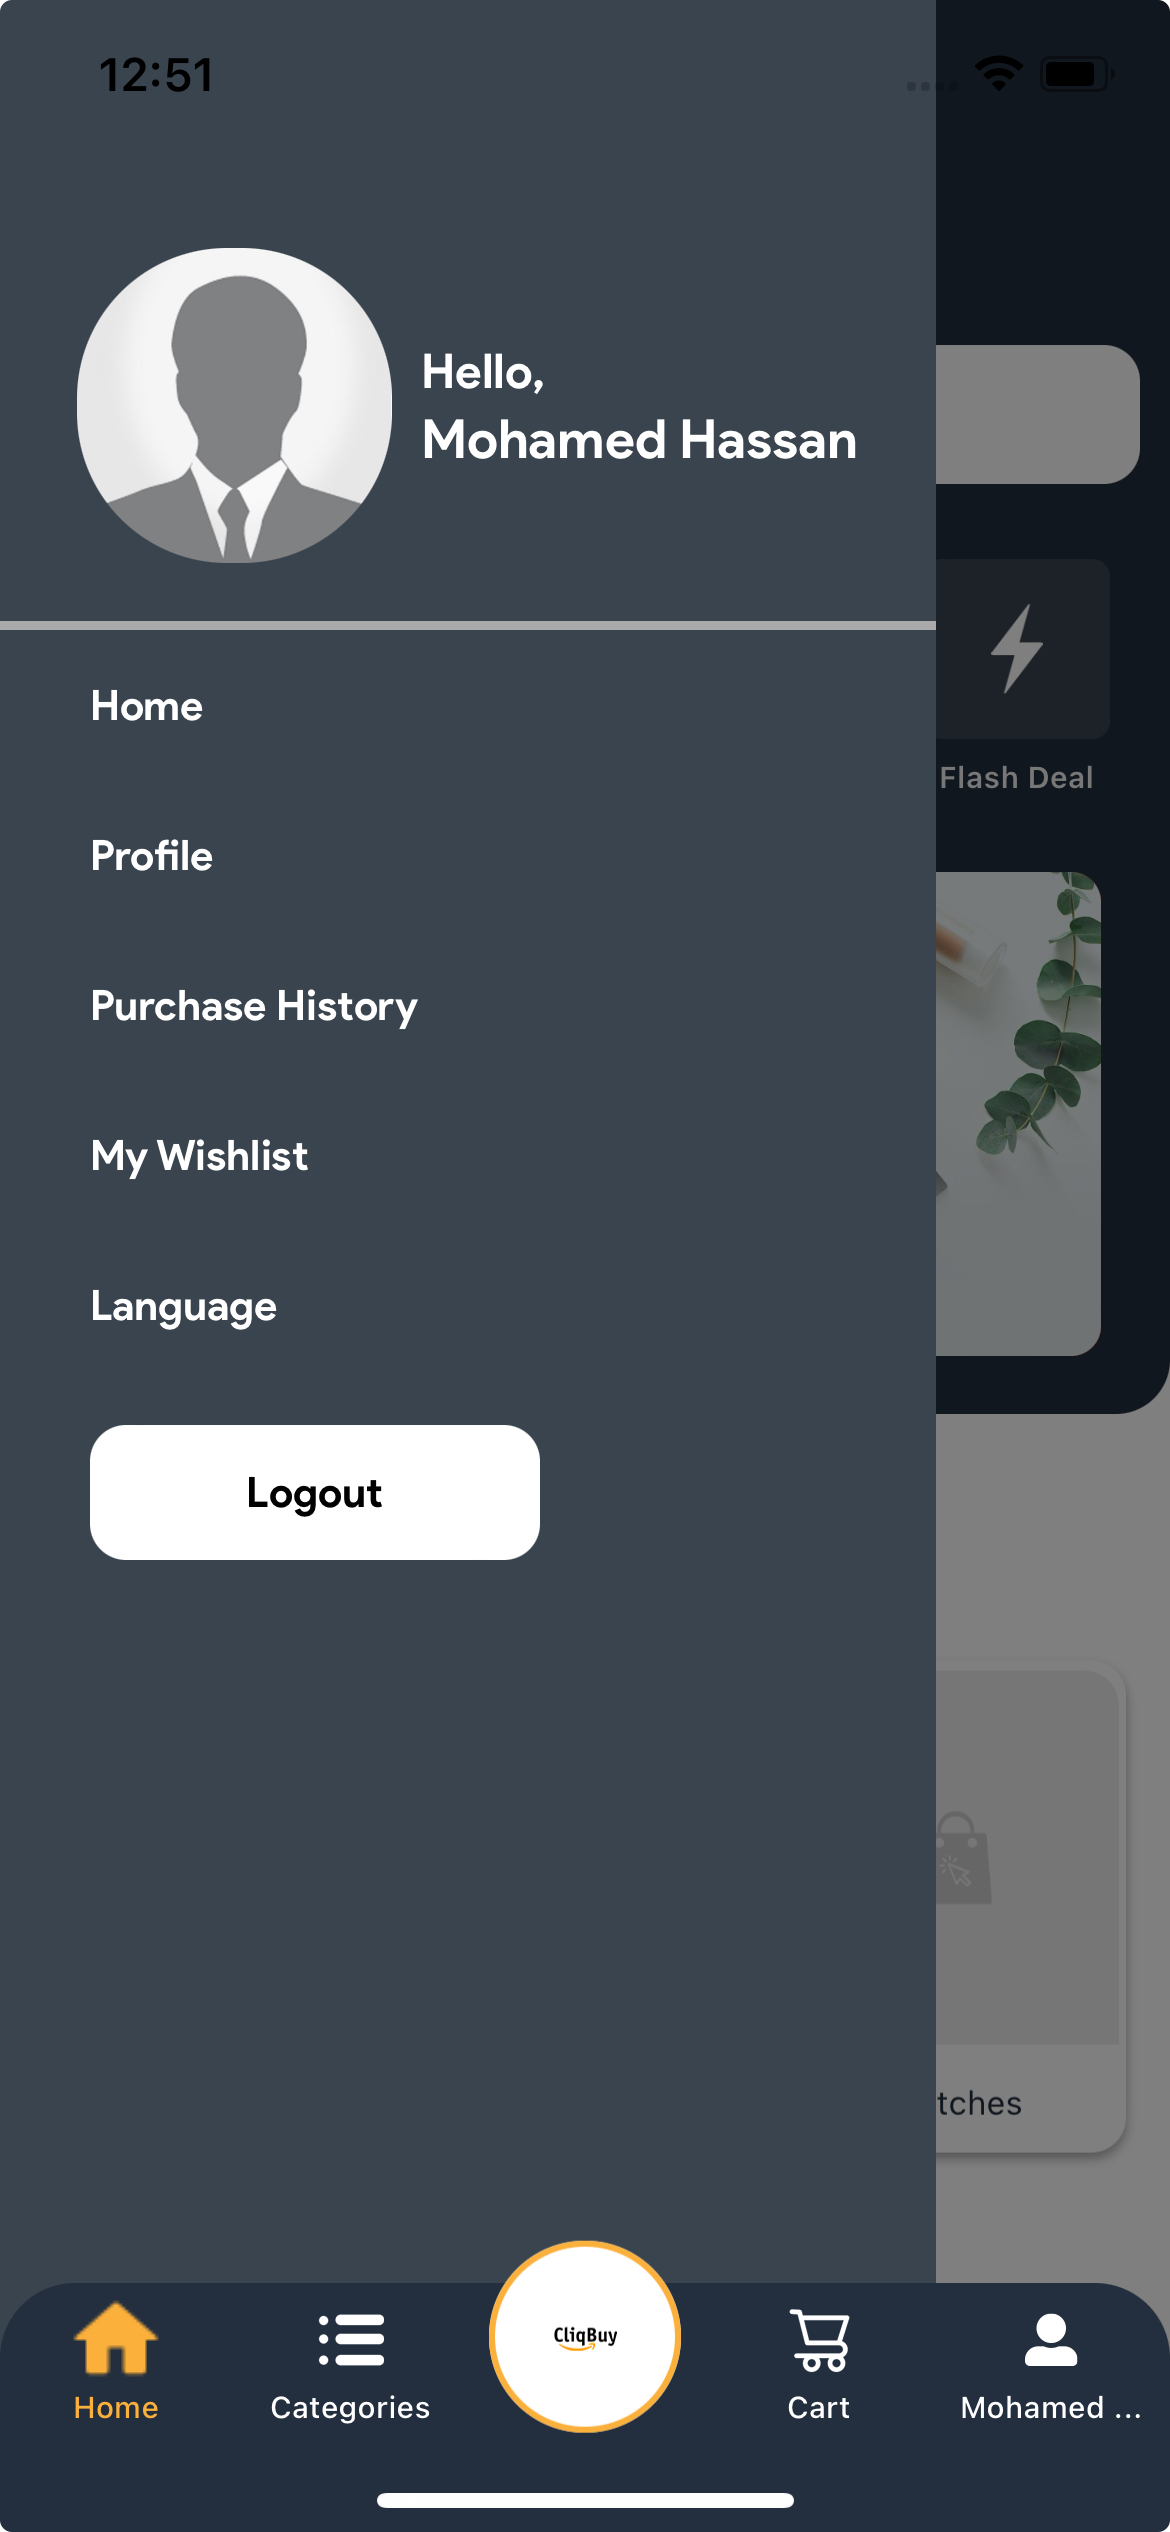 12:51
Hello,
Mohamed Hassan
Home
Profile
Purchase History
My Wishlist
Language
Logout
Flash Deal
tches
CliqBuy
Home
Categories
Cart
Mohamed ...